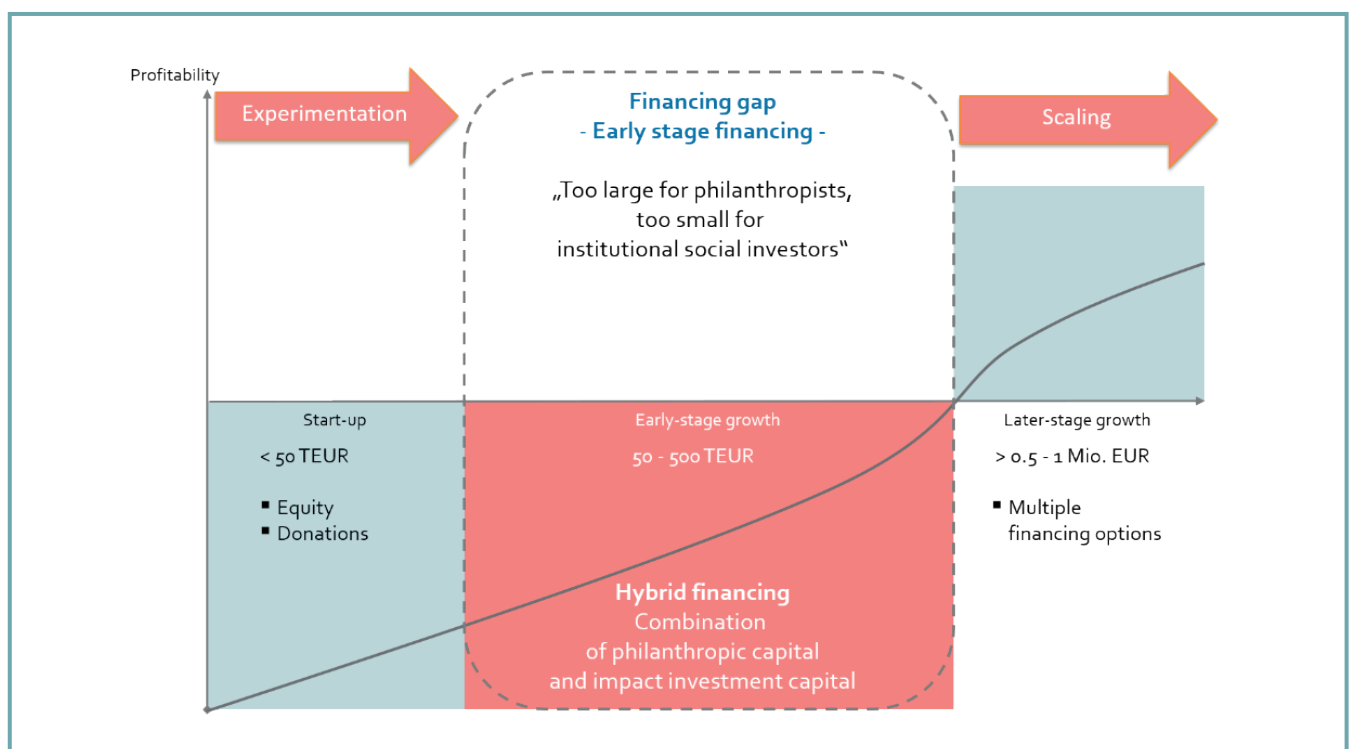 Profitability
Experimentation
Financing gap
- Early stage financing -
„Too large for philanthropists,
too small for
institutional social investors“
Scaling
Start-up
< 50 TEUR
▪ Equity
▪ Donations
Early-stage growth
50 - 500 TEUR
Hybrid financing
Combination
of philanthropic capital
and impact investment capital
Later-stage growth
> 0.5 - 1 Mio. EUR
▪ Multiple
financing options